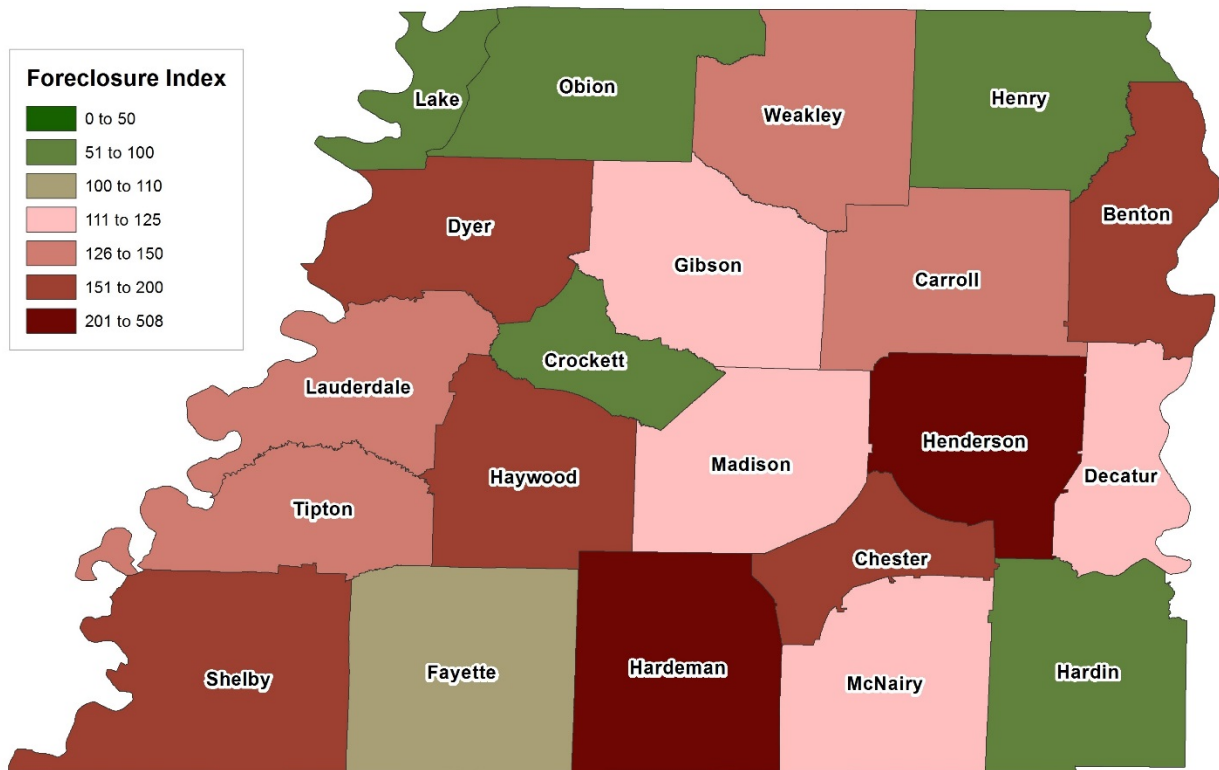 Foreclosure Index
0 to 50
51 to 100
100 to 110
111 to 125
126 to 150
151 to 200
201 to 508
Lake
Obion
Weakley
Henry
Benton
Dyer
Gibson
Carroll
Crockett
Lauderdale
Henderson
Madison
Decatur
Haywood
Tipton
Chester
Shelby
Fayette
Hardeman
McNairy
Hardin